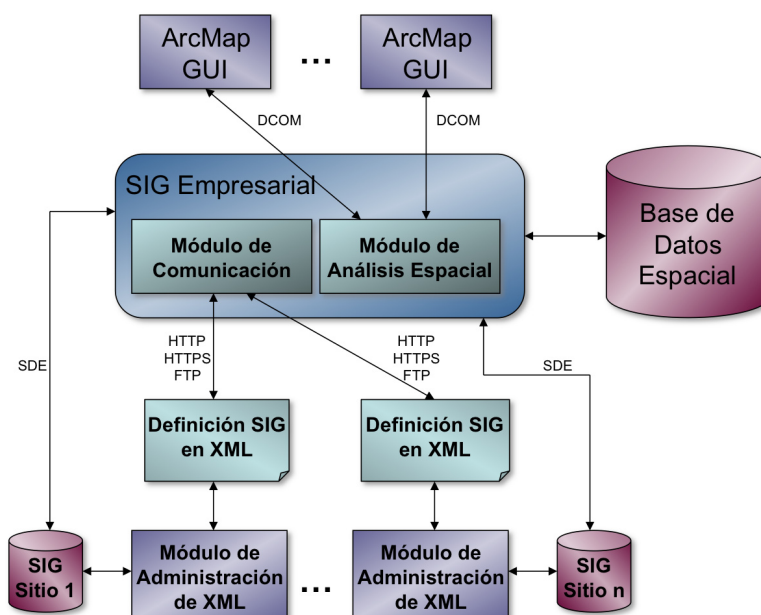 ArcMap
GUI
...
ArcMap
GUI
DCOM
DCOM
SIG Empresarial
Módulo de
Comunicación
Módulo de
Análisis Espacial
Base de
Datos
Espacial
SDE
HTTP
HTTPS
FTP
HTTP
HTTPS
FTP
SDE
Definición SIG
en XML
Definición SIG
en XML
SIG
Sitio 1
Módulo de
Administración
de XML
...
Módulo de
Administración
de XML
SIG
Sitio n